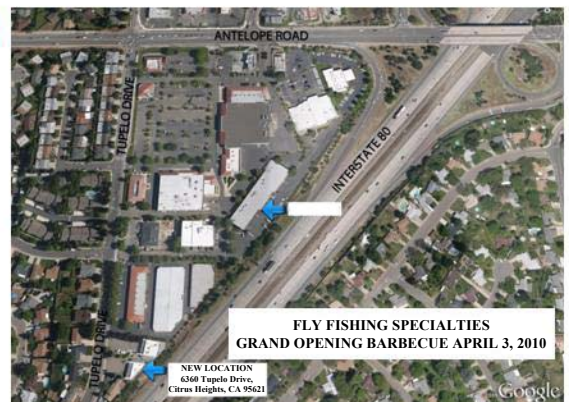 ANTELOPE ROAD
TUPELO DRIVE
INTERSTATE 80
FLY FISHING SPECIALTIES
GRAND OPENING BARBECUE APRIL 3, 2010
TUPELO DRIVE
NEW LOCATION
6360 Tupelo Drive,
Citrus Heights, CA 95621
Google